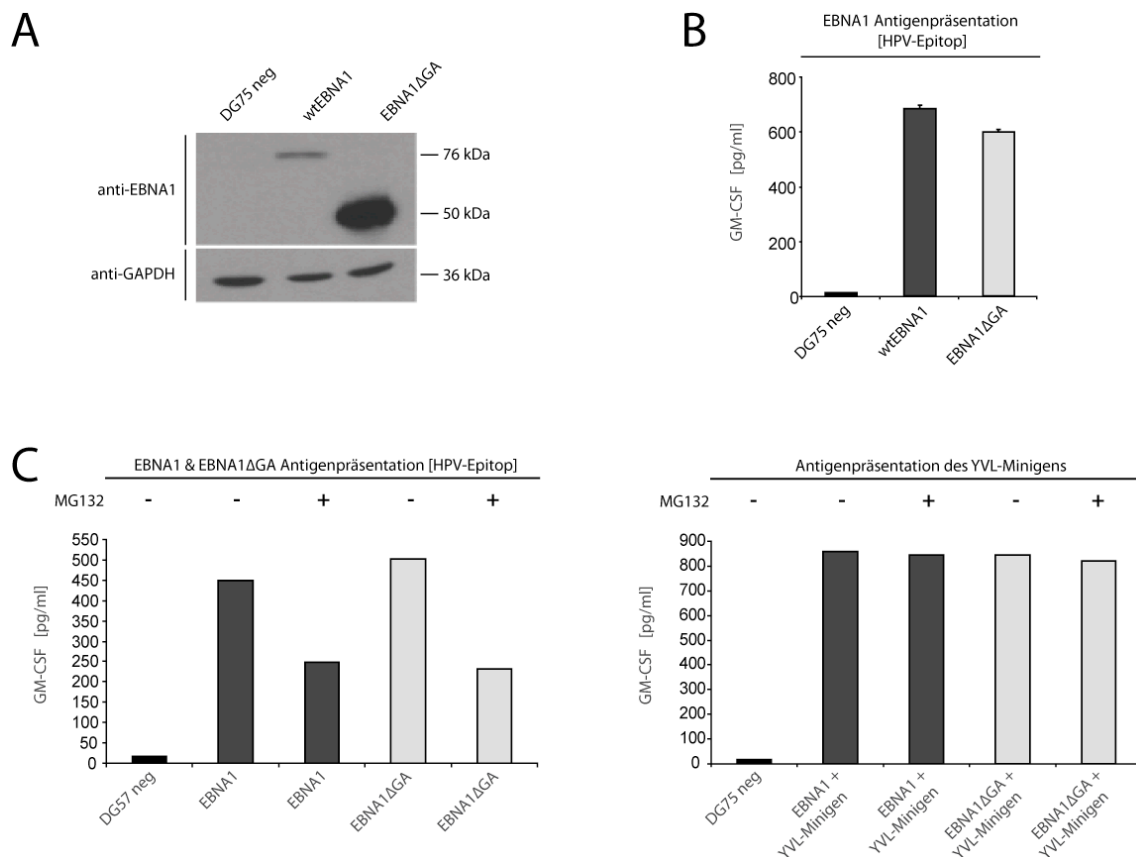 A
DG75 neg
wtEBNA1
EBNA1ΔGA
anti-EBNA1
76 kDa
50 kDa
anti-GAPDH
36 kDa
B
EBNA1 Antigenpräsentation
[HPV-Epitop]
GM-CSF [pg/ml]
800
600
400
200
0
DG75 neg
wtEBNA1
EBNA1ΔGA
C
EBNA1 & EBNA1ΔGA Antigenpräsentation [HPV-Epitop]
MG132 - - + - +
GM-CSF [pg/ml]
550
500
450
400
350
300
250
200
150
100
50
0
DG57 neg
EBNA1
EBNA1
EBNA1ΔGA
EBNA1ΔGA
Antigenpräsentation des YVL-Minigens
MG132 - - + - +
GM-CSF [pg/ml]
900
800
700
600
500
400
300
200
100
0
DG75 neg
EBNA1 +
YVL-Minigen
EBNA1 +
YVL-Minigen
EBNA1ΔGA +
YVL-Minigen
EBNA1ΔGA +
YVL-Minigen